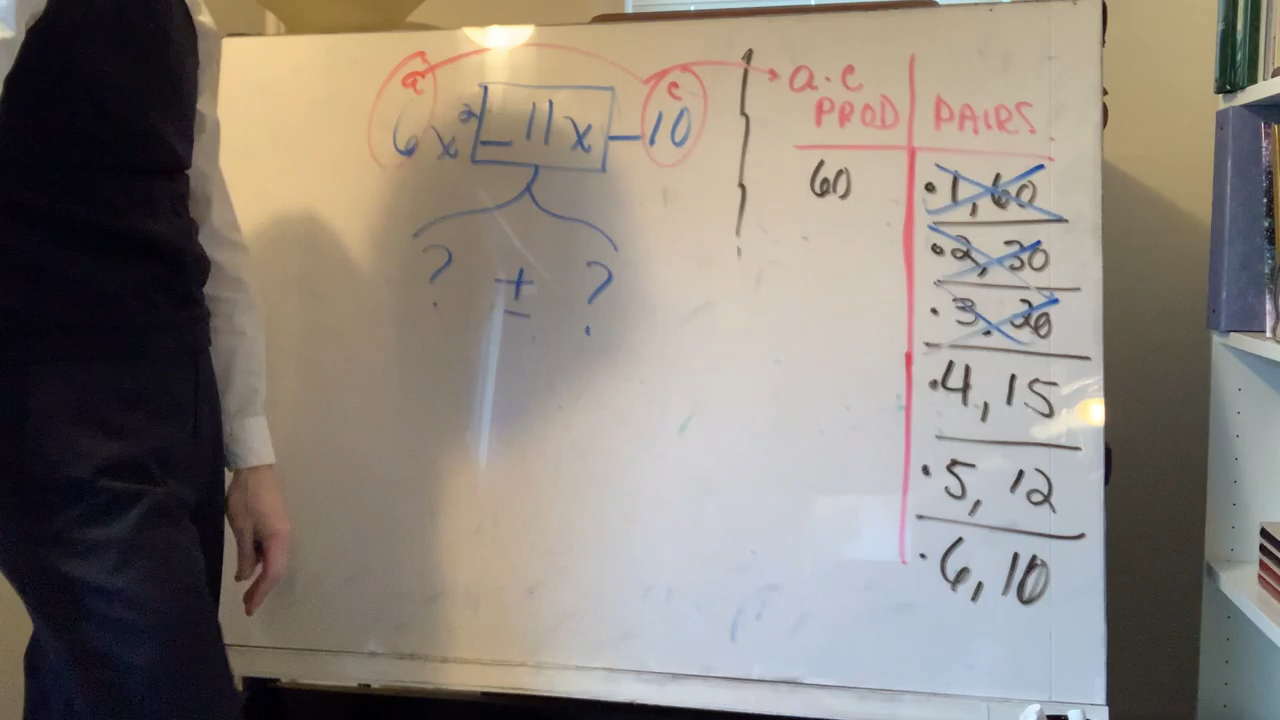 a c
6x² - 11x - 10
? ± ?
a·c
PROD PAIRS
60
·1, 60
·2, 30
·3, 20
·4, 15
·5, 12
·6, 10